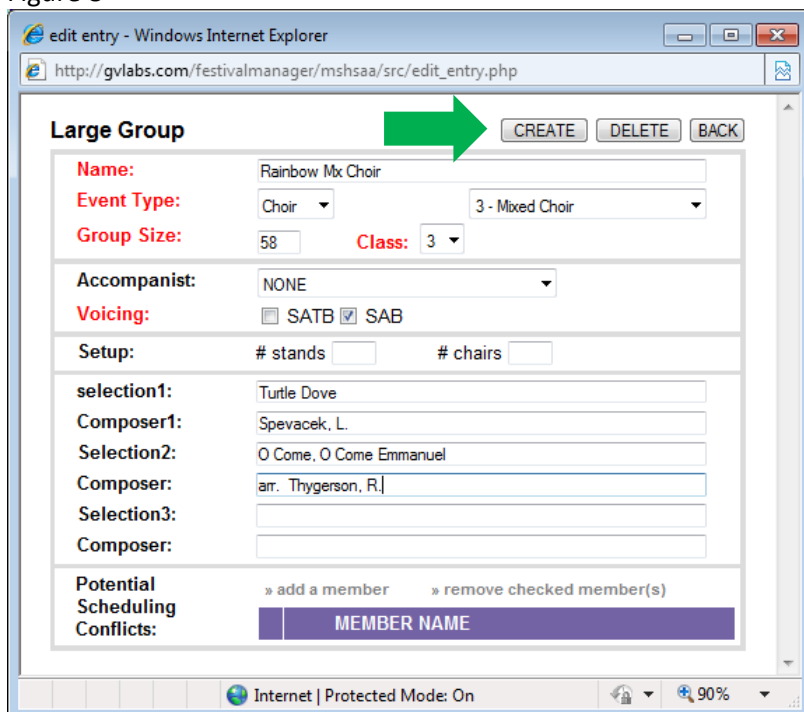 edit entry - Windows Internet Explorer
http://gvlabs.com/festivalmanager/mshsaa/src/edit_entry.php
Large Group CREATE DELETE BACK
Name: Rainbow Mx Choir
Event Type: Choir 3 - Mixed Choir
Group Size: 58 Class: 3
Accompanist: NONE
Voicing: SATB SAB
Setup: # stands # chairs
selection1: Turtle Dove
Composer1: Spevacek, L.
Selection2: O Come, O Come Emmanuel
Composer: arr. Thygerson, R.
Selection3:
Composer:
Potential
Scheduling
Conflicts:
» add a member » remove checked member(s)
MEMBER NAME
Internet | Protected Mode: On 90%